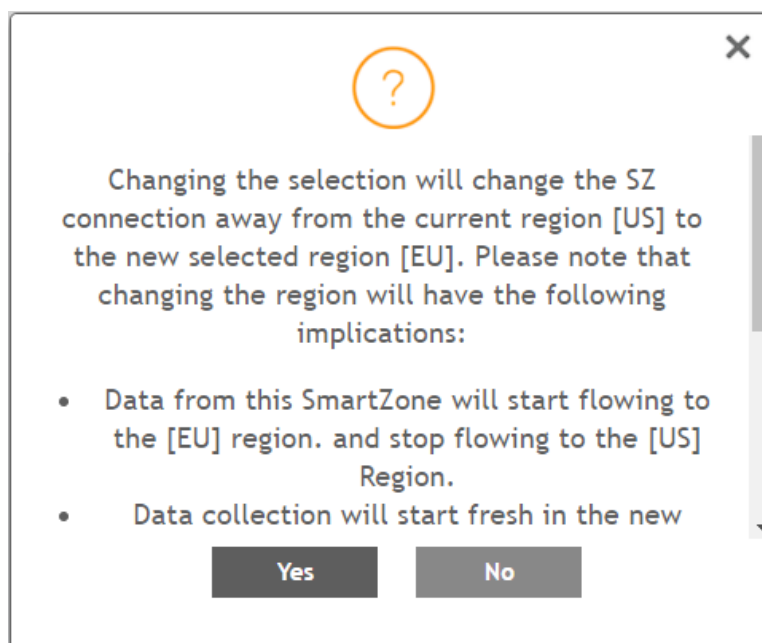 ?
Changing the selection will change the SZ
connection away from the current region [US] to
the new selected region [EU]. Please note that
changing the region will have the following
implications:
• Data from this SmartZone will start flowing to
the [EU] region. and stop flowing to the [US]
Region.
• Data collection will start fresh in the new
Yes No